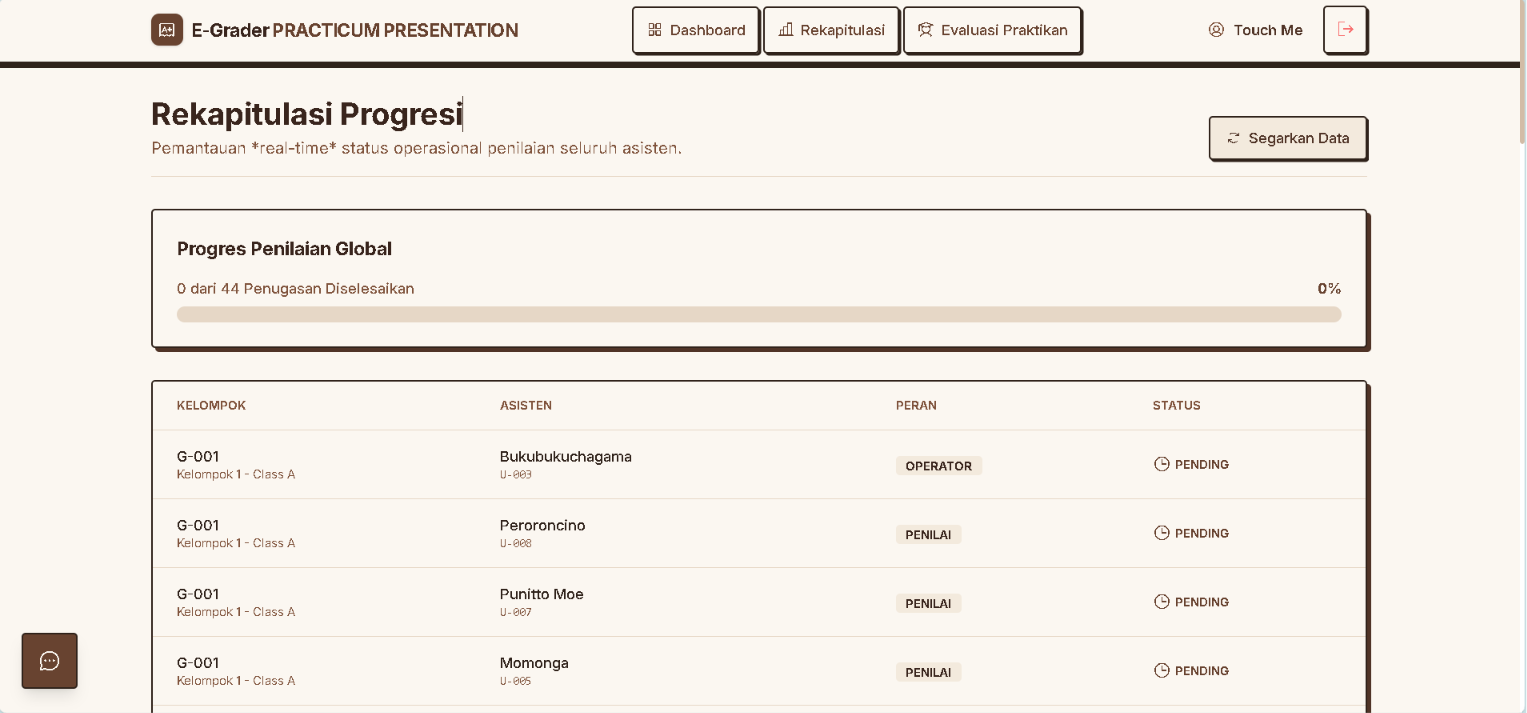 E-Grader PRACTICUM PRESENTATION
Dashboard
Rekapitulasi
Evaluasi Praktikan
Touch Me
Rekapitulasi Progresi
Pemantauan *real-time* status operasional penilaian seluruh asisten.
Segarkan Data
Progres Penilaian Global
0 dari 44 Penugasan Diselesaikan 0%
KELOMPOK ASISTEN PERAN STATUS
G-001 Bukubukuchagama OPERATOR PENDING
Kelompok 1 - Class A U-003
G-001 Peroroncino PENILAI PENDING
Kelompok 1 - Class A U-008
G-001 Punitto Moe PENILAI PENDING
Kelompok 1 - Class A U-007
G-001 Momonga PENILAI PENDING
Kelompok 1 - Class A U-005